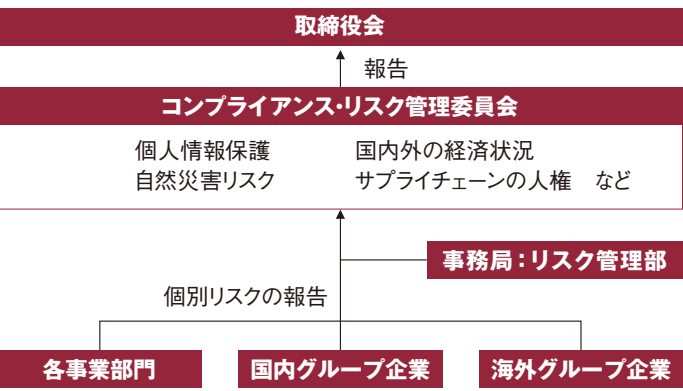 取締役会
報告
コンプライアンス・リスク管理委員会
個人情報保護　国内外の経済状況
自然災害リスク　サプライチェーンの人権　など
事務局：リスク管理部
個別リスクの報告
各事業部門　国内グループ企業　海外グループ企業